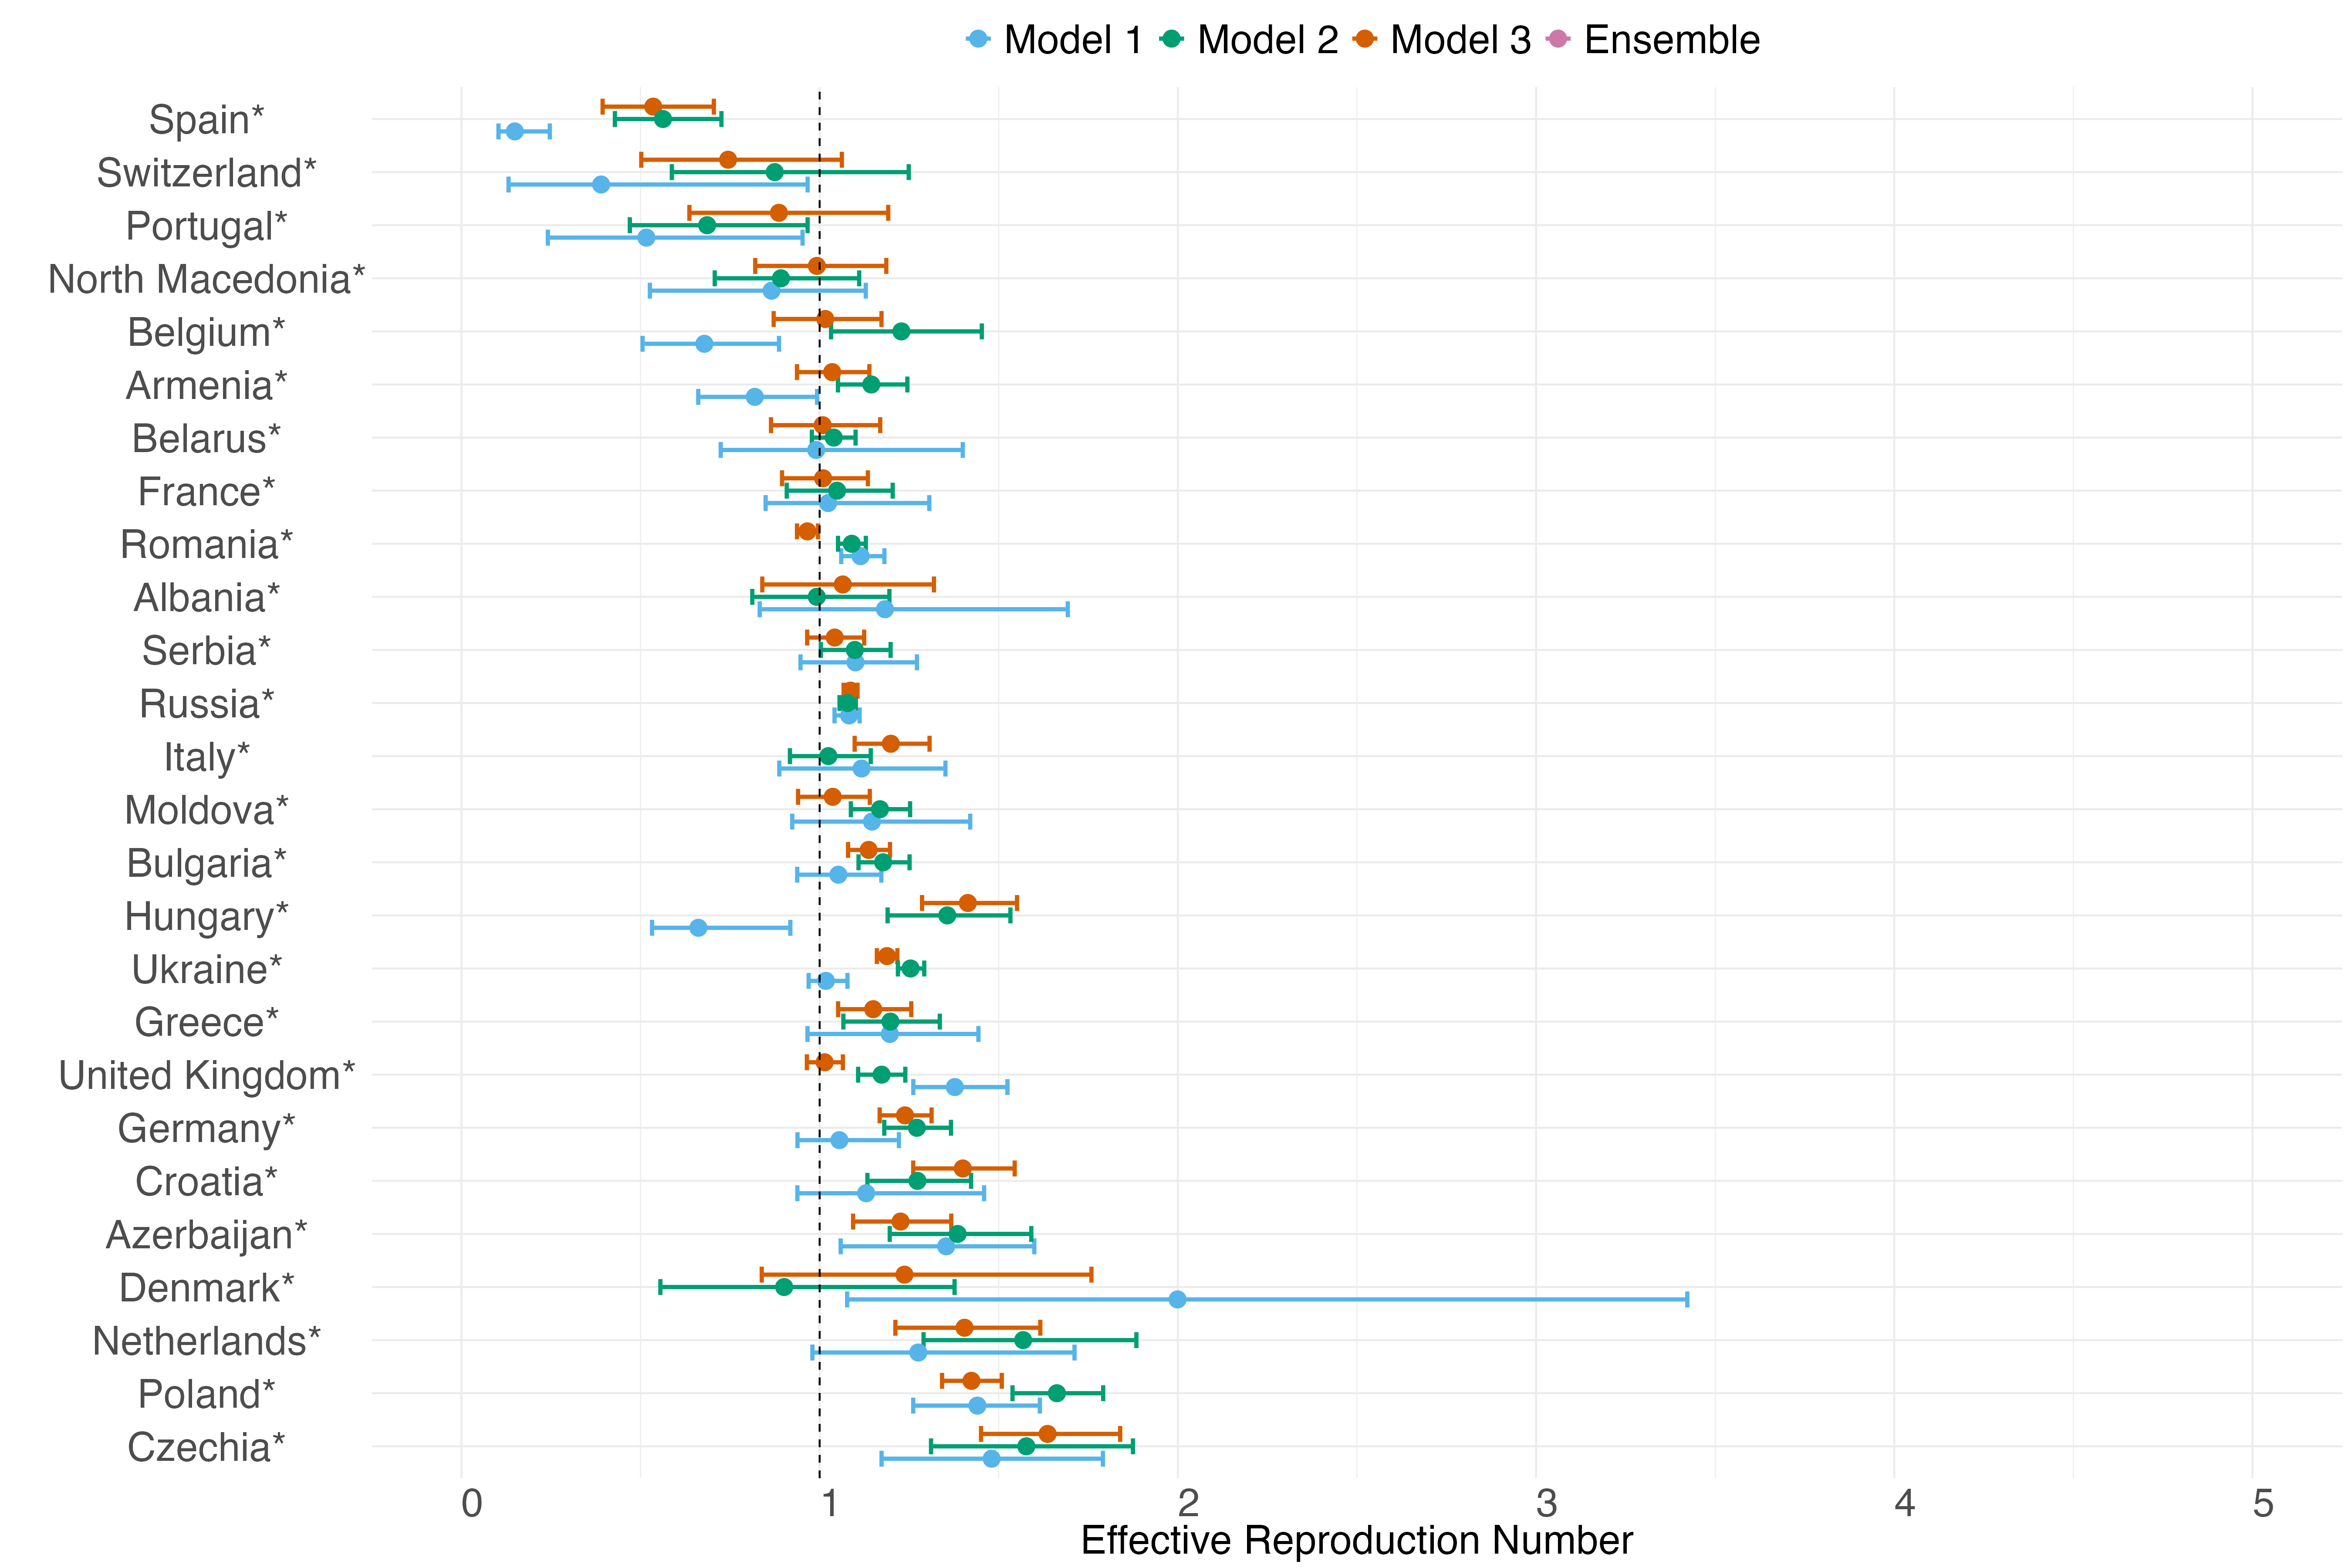 Model 1 Model 2 Model 3 Ensemble
Spain*
Switzerland*
Portugal*
North Macedonia*
Belgium*
Armenia*
Belarus*
France*
Romania*
Albania*
Serbia*
Russia*
Italy*
Moldova*
Bulgaria*
Hungary*
Ukraine*
Greece*
United Kingdom*
Germany*
Croatia*
Azerbaijan*
Denmark*
Netherlands*
Poland*
Czechia*
0 1 2 3 4 5
Effective Reproduction Number